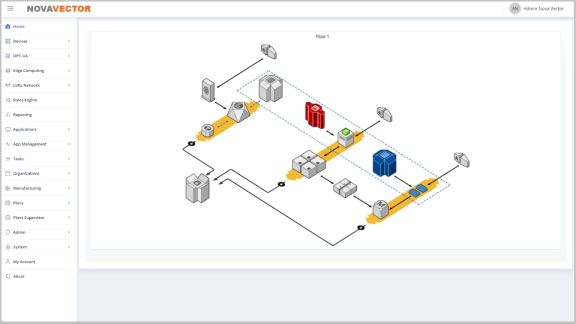 NOVAVECTOR
AN Admin Nova Vector
Home
Devices
OPC-UA
Edge Computing
LoRa Network
Rules Engine
Reporting
Applications
App Management
Tasks
Organizations
Manufacturing
Plans
Plans Supervisor
Admin
System
My Account
About
Floor 1